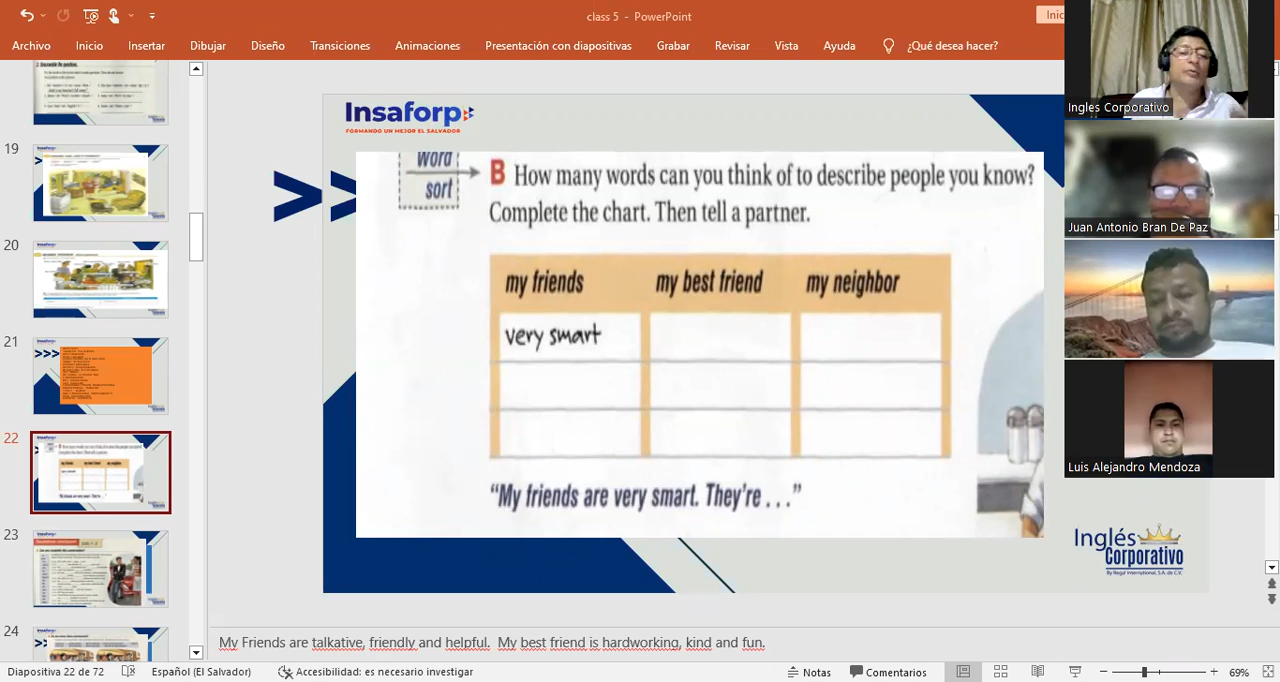 class 5 - PowerPoint
Inic
Archivo Inicio Insertar Dibujar Diseño Transiciones Animaciones Presentación con diapositivas Grabar Revisar Vista Ayuda ¿Qué desea hacer?
19
20
21
22
23
24
Insaforp
FORMANDO UN MEJOR EL SALVADOR
word
sort
B How many words can you think of to describe people you know?
Complete the chart. Then tell a partner.
my friends my best friend my neighbor
very smart
"My friends are very smart. They're . . ."
Inglés
Corporativo
By Regal International, S.A. de C.V.
Ingles Corporativo
Juan Antonio Bran De Paz
Luis Alejandro Mendoza
My Friends are talkative, friendly and helpful. My best friend is hardworking, kind and fun.
Diapositiva 22 de 72 Español (El Salvador) Accesibilidad: es necesario investigar Notas Comentarios 69%